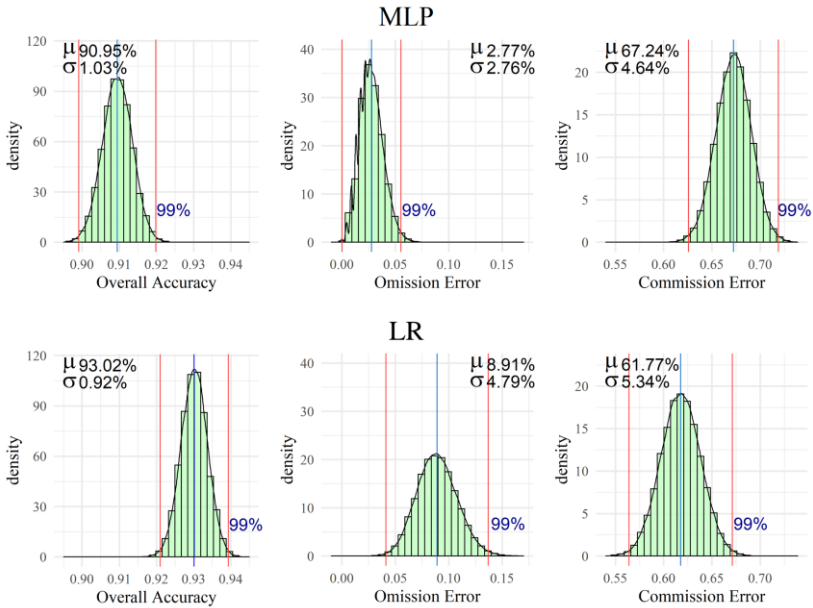 MLP
μ 90.95%
σ 1.03%
μ 2.77%
σ 2.76%
μ 67.24%
σ 4.64%
120
90
60
30
0
density
99%
0.90 0.91 0.92 0.93 0.94
Overall Accuracy
40
30
20
10
0
density
99%
0.00 0.05 0.10 0.15
Omission Error
20
15
10
5
0
density
99%
0.55 0.60 0.65 0.70
Commission Error
LR
μ 93.02%
σ 0.92%
μ 8.91%
σ 4.79%
μ 61.77%
σ 5.34%
120
90
60
30
0
density
99%
0.90 0.91 0.92 0.93 0.94
Overall Accuracy
40
30
20
10
0
density
99%
0.00 0.05 0.10 0.15
Omission Error
20
15
10
5
0
density
99%
0.55 0.60 0.65 0.70
Commission Error